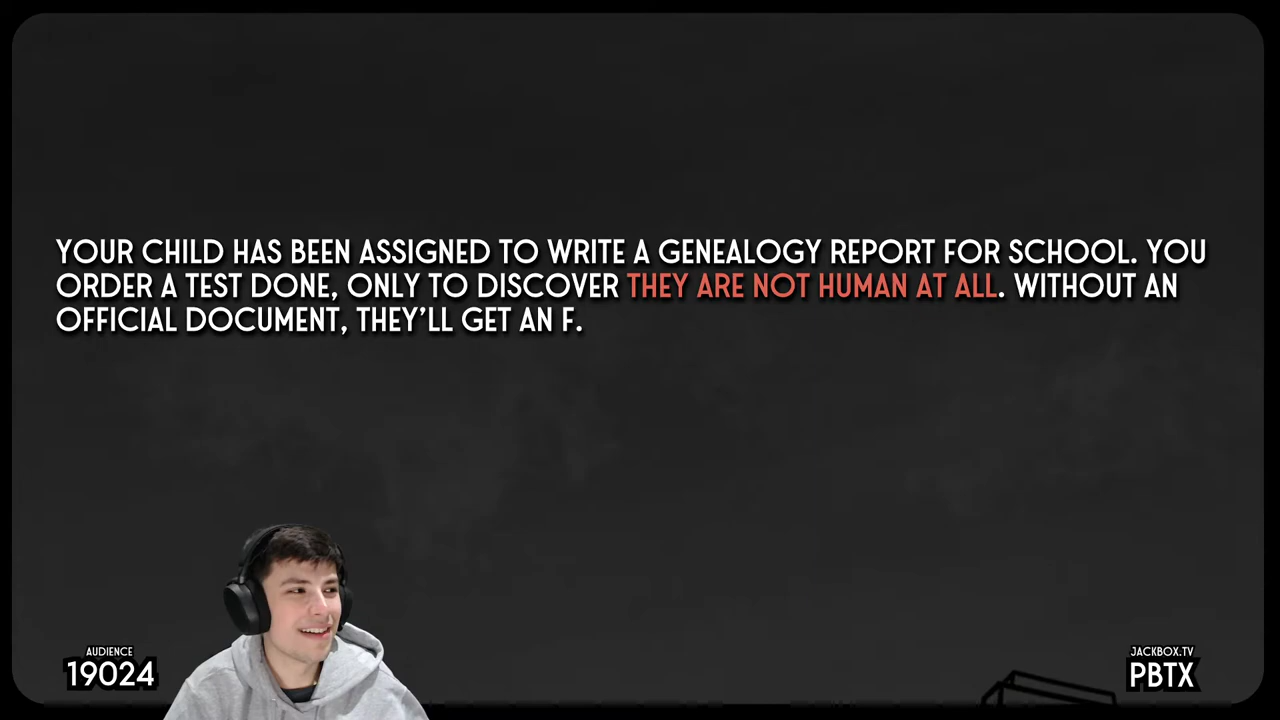 YOUR CHILD HAS BEEN ASSIGNED TO WRITE A GENEALOGY REPORT FOR SCHOOL. YOU
ORDER A TEST DONE, ONLY TO DISCOVER THEY ARE NOT HUMAN AT ALL. WITHOUT AN
OFFICIAL DOCUMENT, THEY'LL GET AN F.
AUDIENCE
19024
JACKBOX.TV
PBTX